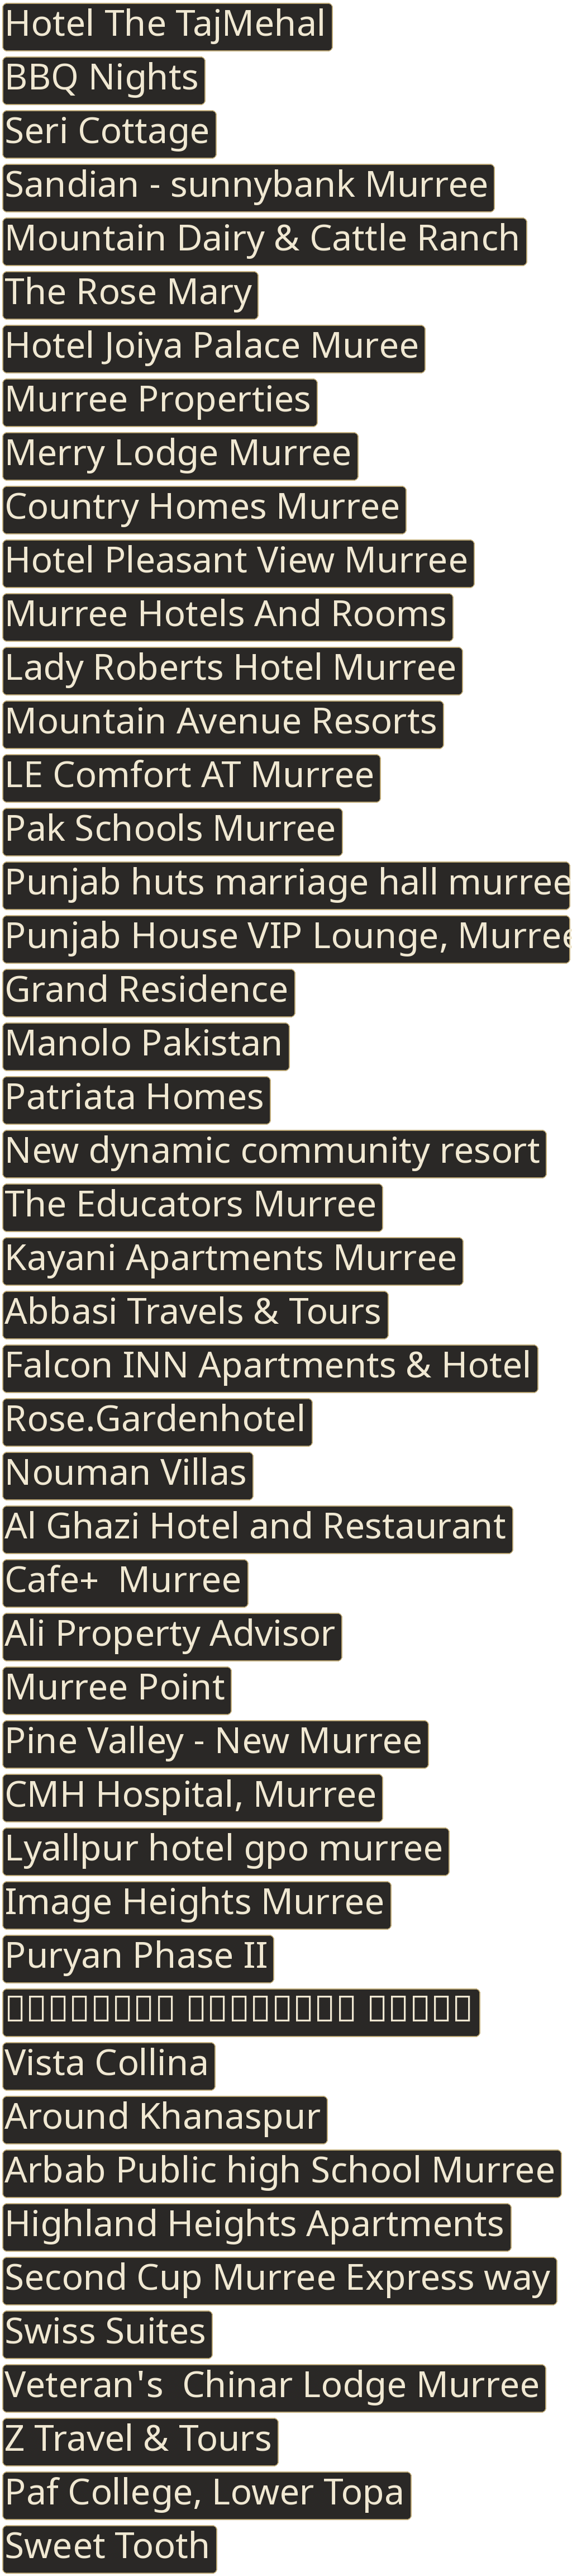 Hotel The TajMehal
BBQ Nights
Seri Cottage
Sandian - sunnybank Murree
Mountain Dairy & Cattle Ranch
The Rose Mary
Hotel Joiya Palace Muree
Murree Properties
Merry Lodge Murree
Country Homes Murree
Hotel Pleasant View Murree
Murree Hotels And Rooms
Lady Roberts Hotel Murree
Mountain Avenue Resorts
LE Comfort AT Murree
Pak Schools Murree
Punjab huts marriage hall murree
Punjab House VIP Lounge, Murree
Grand Residence
Manolo Pakistan
Patriata Homes
New dynamic community resort
The Educators Murree
Kayani Apartments Murree
Abbasi Travels & Tours
Falcon INN Apartments & Hotel
Rose.Gardenhotel
Nouman Villas
Al Ghazi Hotel and Restaurant
Cafe+  Murree
Ali Property Advisor
Murree Point
Pine Valley - New Murree
CMH Hospital, Murree
Lyallpur hotel gpo murree
Image Heights Murree
Puryan Phase II
Vista Collina
Around Khanaspur
Arbab Public high School Murree
Highland Heights Apartments
Second Cup Murree Express way
Swiss Suites
Veteran's  Chinar Lodge Murree
Z Travel & Tours
Paf College, Lower Topa
Sweet Tooth